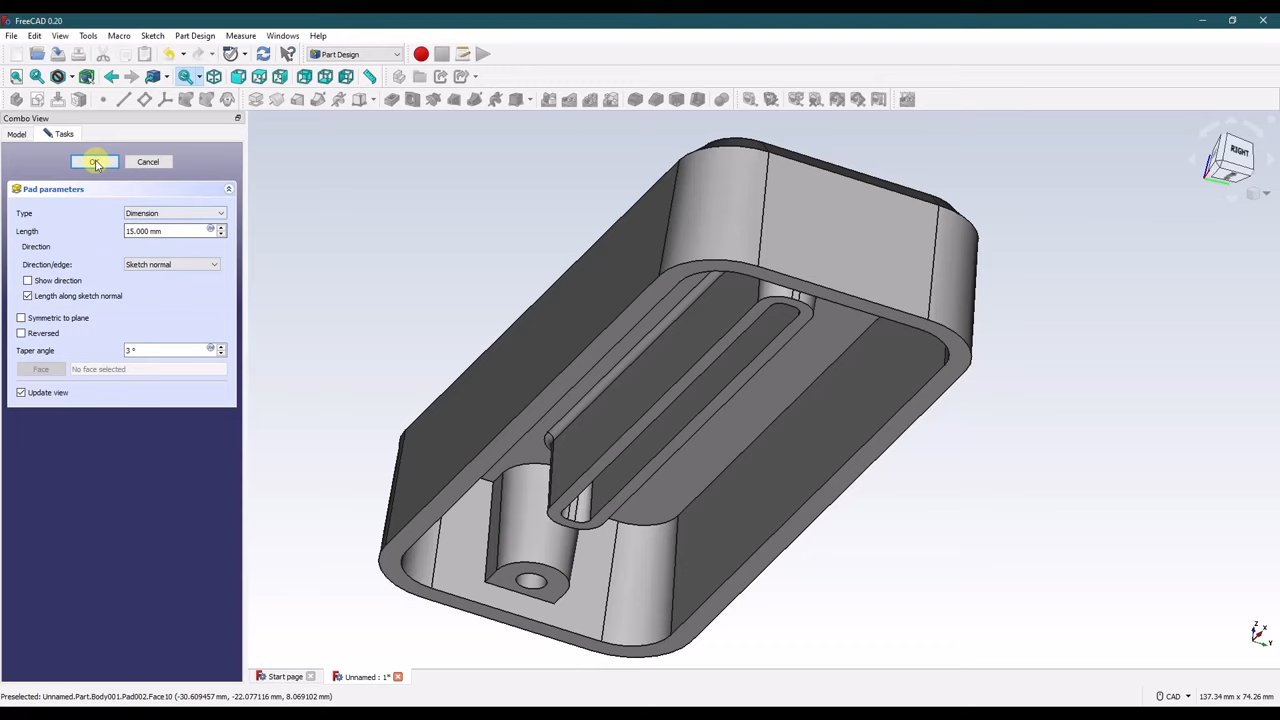 FreeCAD 0.20
File Edit View Tools Macro Sketch Part Design Measure Windows Help
Part Design
Combo View
Model Tasks
Cancel
Pad parameters
Type Dimension
Length 15.000 mm
Direction
Direction/edge: Sketch normal
Show direction
Length along sketch normal
Symmetric to plane
Reversed
Taper angle 3 °
Face No face selected
Update view
RIGHT
Z
X
Y
Start page Unnamed : 1*
Preselected: Unnamed.Part.Body001.Pad002.Face10 (-30.609457 mm, -22.077116 mm, 8.069102 mm) CAD 137.34 mm x 74.26 mm